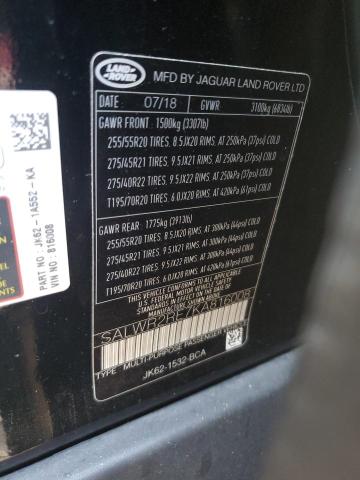 LAND ROVER
MFD BY JAGUAR LAND ROVER LTD
DATE : 07/18 GVWR 3100kg (6834lb)
GAWR FRONT : 1500kg (3307lb)
255/55R20 TIRES, 8.5JX20 RIMS, AT 250kPa (37psi) COLD
275/45R21 TIRES, 9.5JX21 RIMS, AT 250kPa (37psi) COLD
275/40R22 TIRES, 9.5JX22 RIMS, AT 250kPa (37psi) COLD
T195/70R20 TIRES, 6.0JX20 RIMS, AT 420kPa (61psi) COLD
GAWR REAR: 1775kg (3913lb)
255/55R20 TIRES, 8.5JX20 RIMS, AT 300kPa (44psi) COLD
275/45R21 TIRES, 9.5JX21 RIMS, AT 300kPa (44psi) COLD
275/40R22 TIRES, 9.5JX22 RIMS, AT 300kPa (44psi) COLD
T195/70R20 TIRES, 6.0JX20 RIMS, AT 420kPa (61psi) COLD
THIS VEHICLE CONFORMS TO ALL APPLICABLE
SALWR2RE7KA816008
TYPE: MULTI-PURPOSE PASSENGER
JK62-1532-BCA
PART NO : JK62-1A552-KA
VIN NO : 816008